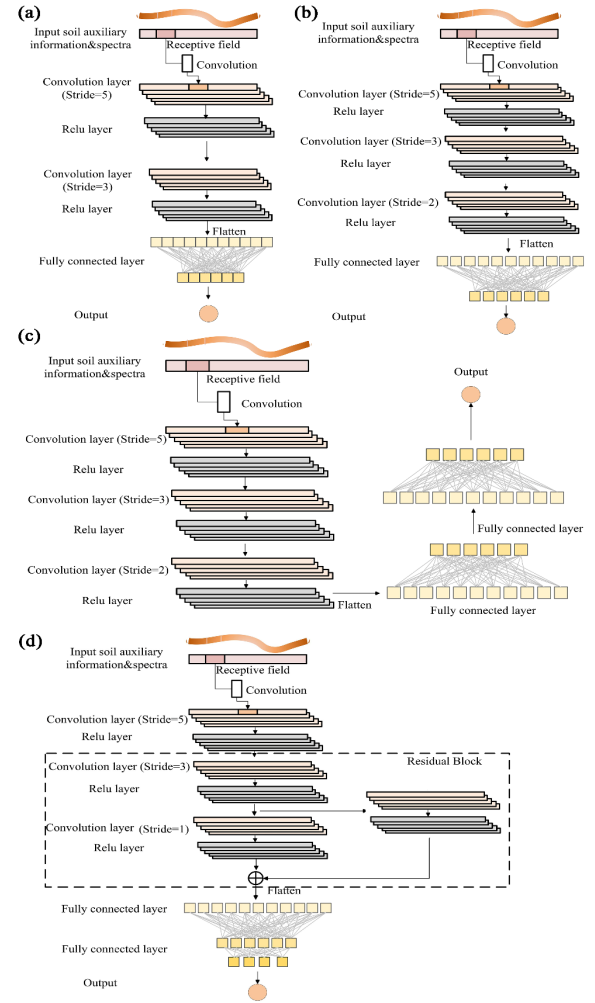 (a)
Input soil auxiliary
information&spectra
Receptive field
Convolution
Convolution layer
(Stride=5)
Relu layer
Convolution layer
(Stride=3)
Relu layer
Flatten
Fully connected layer
Output
(b)
Input soil auxiliary
information&spectra
Receptive field
Convolution
Convolution layer (Stride=5)
Relu layer
Convolution layer (Stride=3)
Relu layer
Convolution layer (Stride=2)
Relu layer
Flatten
Fully connected layer
Output
(c)
Input soil auxiliary
information&spectra
Receptive field
Convolution
Convolution layer (Stride=5)
Relu layer
Convolution layer (Stride=3)
Relu layer
Convolution layer (Stride=2)
Relu layer
Flatten
Fully connected layer
Fully connected layer
Output
(d)
Input soil auxiliary
information&spectra
Receptive field
Convolution
Convolution layer (Stride=5)
Relu layer
Residual Block
Convolution layer (Stride=3)
Relu layer
Convolution layer (Stride=1)
Relu layer
Flatten
Fully connected layer
Fully connected layer
Output